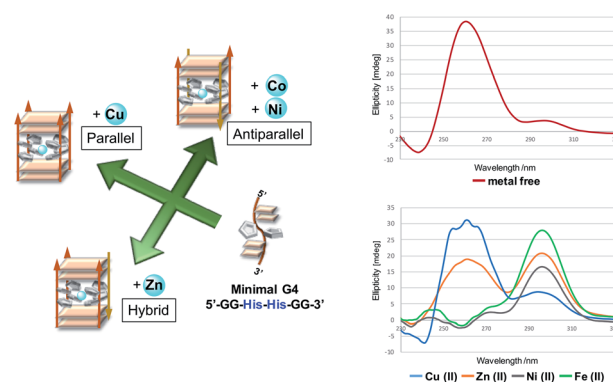 + Co
+ Ni
Antiparallel
+ Cu
Parallel
5'
3'
Minimal G4
5'-GG-His-His-GG-3'
+ Zn
Hybrid
Ellipticity [mdeg]
40
35
30
25
20
15
10
5
0
-5
-10
230 250 270 290 310
Wavelength /nm
metal free
Ellipticity [mdeg]
35
30
25
20
15
10
5
0
-5
-10
250 270 290 310
Wavelength /nm
Cu (II) Zn (II) Ni (II) Fe (II)